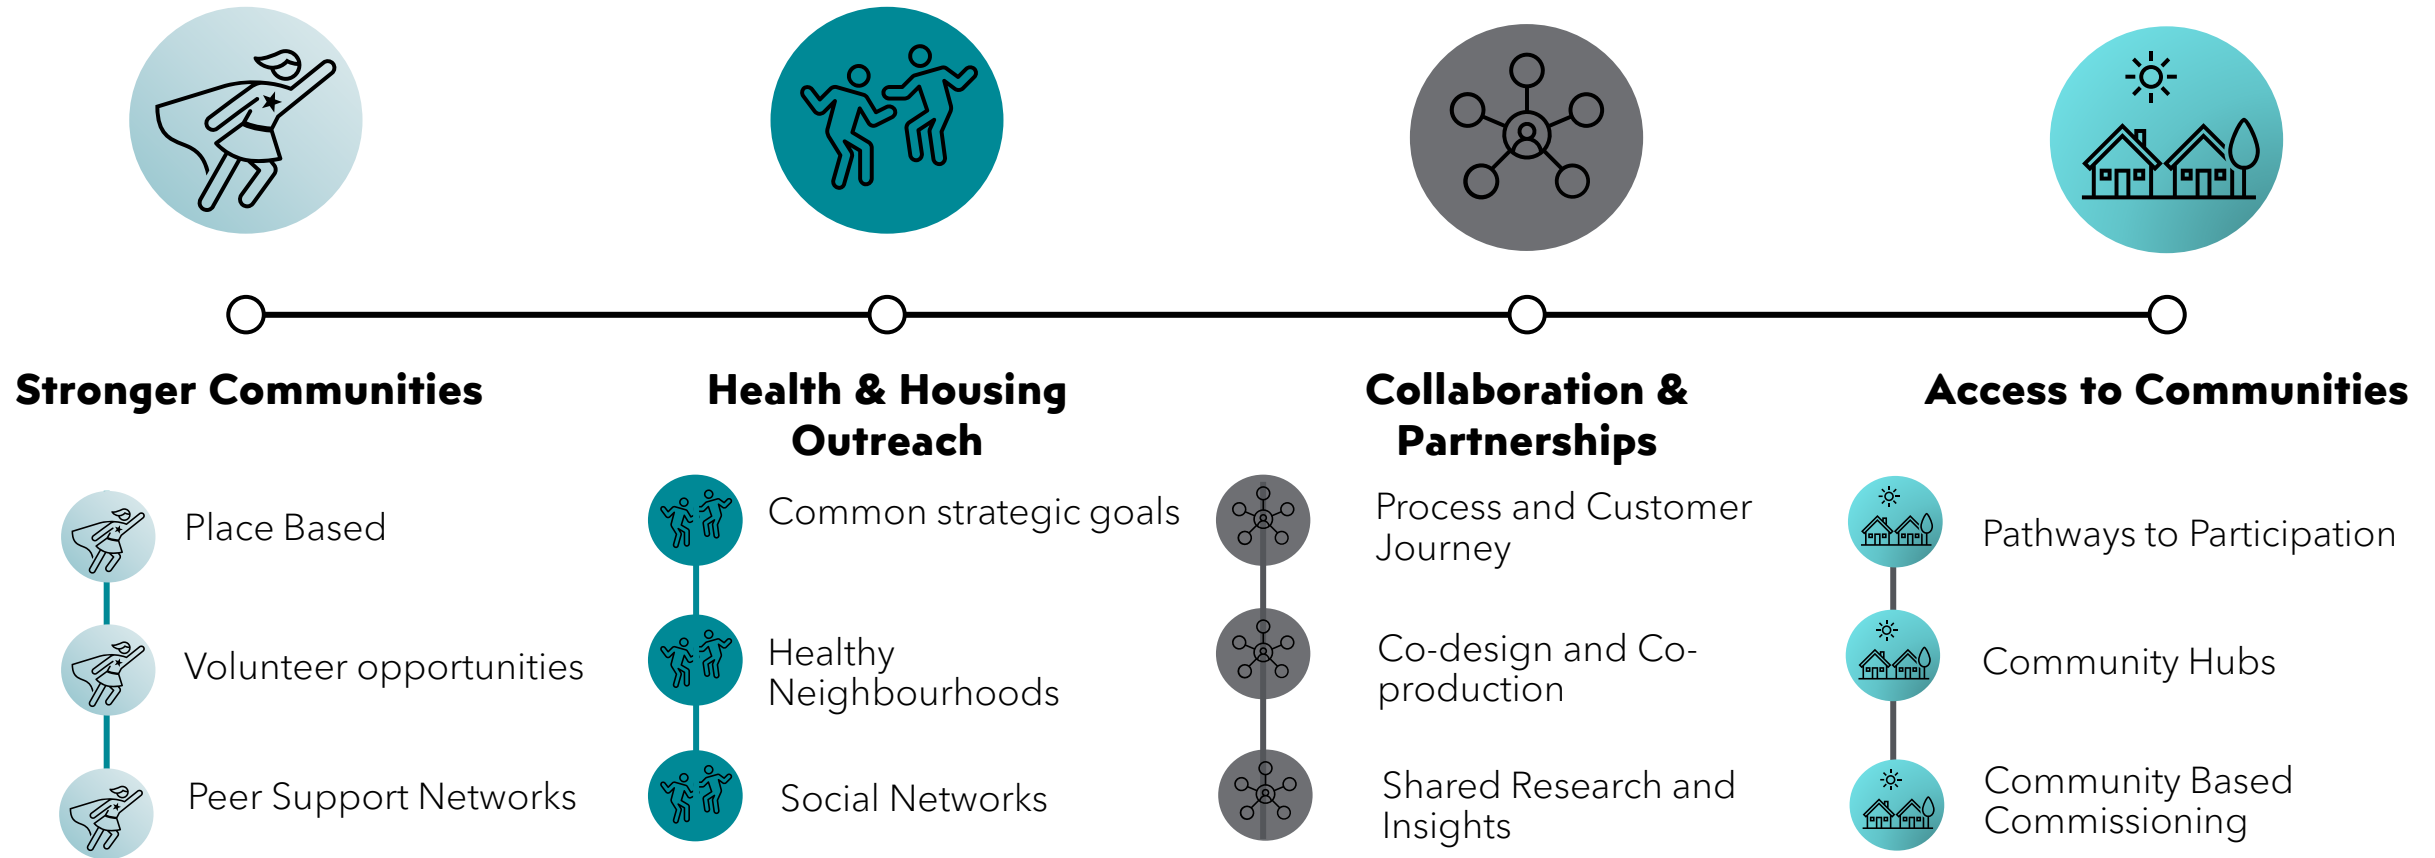 Stronger Communities
Place Based
Volunteer opportunities
Peer Support Networks
Health & Housing
Outreach
Common strategic goals
Healthy
Neighbourhoods
Social Networks
Collaboration &
Partnerships
Process and Customer
Journey
Co-design and Co-
production
Shared Research and
Insights
Access to Communities
Pathways to Participation
Community Hubs
Community Based
Commissioning